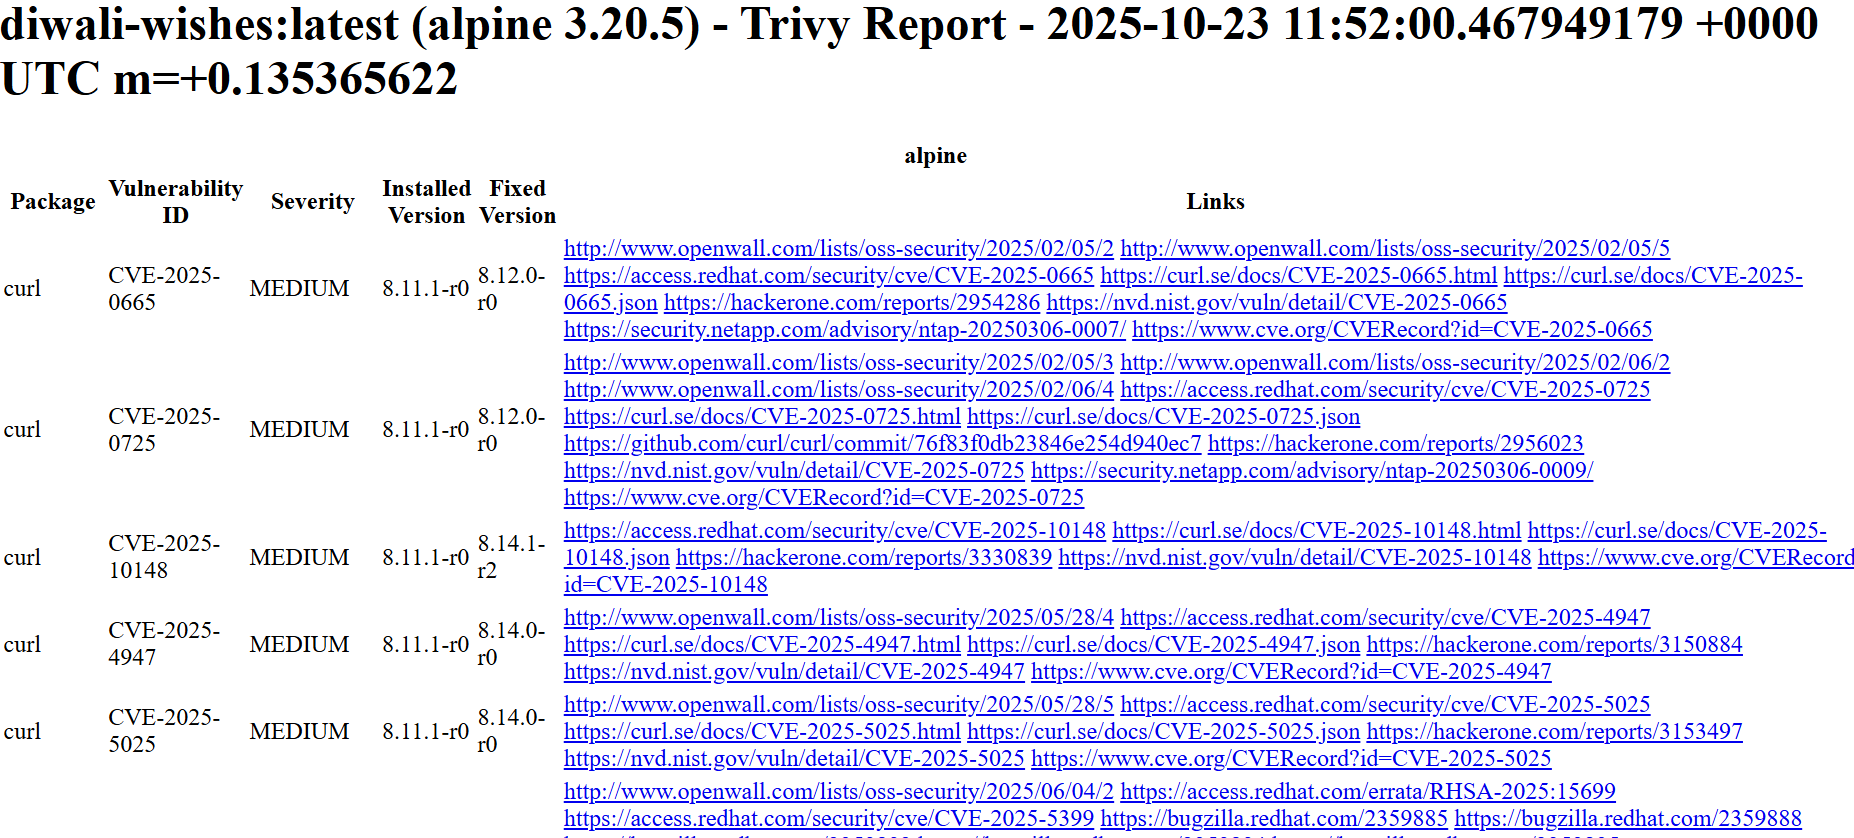 diwali-wishes:latest (alpine 3.20.5) - Trivy Report - 2025-10-23 11:52:00.467949179 +0000
UTC m=+0.135365622
alpine
Package Vulnerability ID Severity Installed Version Fixed Version Links
curl CVE-2025-0665 MEDIUM 8.11.1-r0 8.12.0-r0
http://www.openwall.com/lists/oss-security/2025/02/05/2 http://www.openwall.com/lists/oss-security/2025/02/05/5
https://access.redhat.com/security/cve/CVE-2025-0665 https://curl.se/docs/CVE-2025-0665.html https://curl.se/docs/CVE-2025-
0665.json https://hackerone.com/reports/2954286 https://nvd.nist.gov/vuln/detail/CVE-2025-0665
https://security.netapp.com/advisory/ntap-20250306-0007/ https://www.cve.org/CVERecord?id=CVE-2025-0665
curl CVE-2025-0725 MEDIUM 8.11.1-r0 8.12.0-r0
http://www.openwall.com/lists/oss-security/2025/02/05/3 http://www.openwall.com/lists/oss-security/2025/02/06/2
http://www.openwall.com/lists/oss-security/2025/02/06/4 https://access.redhat.com/security/cve/CVE-2025-0725
https://curl.se/docs/CVE-2025-0725.html https://curl.se/docs/CVE-2025-0725.json
https://github.com/curl/curl/commit/76f83f0db23846e254d940ec7 https://hackerone.com/reports/2956023
https://nvd.nist.gov/vuln/detail/CVE-2025-0725 https://security.netapp.com/advisory/ntap-20250306-0009/
https://www.cve.org/CVERecord?id=CVE-2025-0725
curl CVE-2025-10148 MEDIUM 8.11.1-r0 8.14.1-r2
https://access.redhat.com/security/cve/CVE-2025-10148 https://curl.se/docs/CVE-2025-10148.html https://curl.se/docs/CVE-2025-
10148.json https://hackerone.com/reports/3330839 https://nvd.nist.gov/vuln/detail/CVE-2025-10148 https://www.cve.org/CVERecord
id=CVE-2025-10148
curl CVE-2025-4947 MEDIUM 8.11.1-r0 8.14.0-r0
http://www.openwall.com/lists/oss-security/2025/05/28/4 https://access.redhat.com/security/cve/CVE-2025-4947
https://curl.se/docs/CVE-2025-4947.html https://curl.se/docs/CVE-2025-4947.json https://hackerone.com/reports/3150884
https://nvd.nist.gov/vuln/detail/CVE-2025-4947 https://www.cve.org/CVERecord?id=CVE-2025-4947
curl CVE-2025-5025 MEDIUM 8.11.1-r0 8.14.0-r0
http://www.openwall.com/lists/oss-security/2025/05/28/5 https://access.redhat.com/security/cve/CVE-2025-5025
https://curl.se/docs/CVE-2025-5025.html https://curl.se/docs/CVE-2025-5025.json https://hackerone.com/reports/3153497
https://nvd.nist.gov/vuln/detail/CVE-2025-5025 https://www.cve.org/CVERecord?id=CVE-2025-5025
http://www.openwall.com/lists/oss-security/2025/06/04/2 https://access.redhat.com/errata/RHSA-2025:15699
https://access.redhat.com/security/cve/CVE-2025-5399 https://bugzilla.redhat.com/2359885 https://bugzilla.redhat.com/2359888